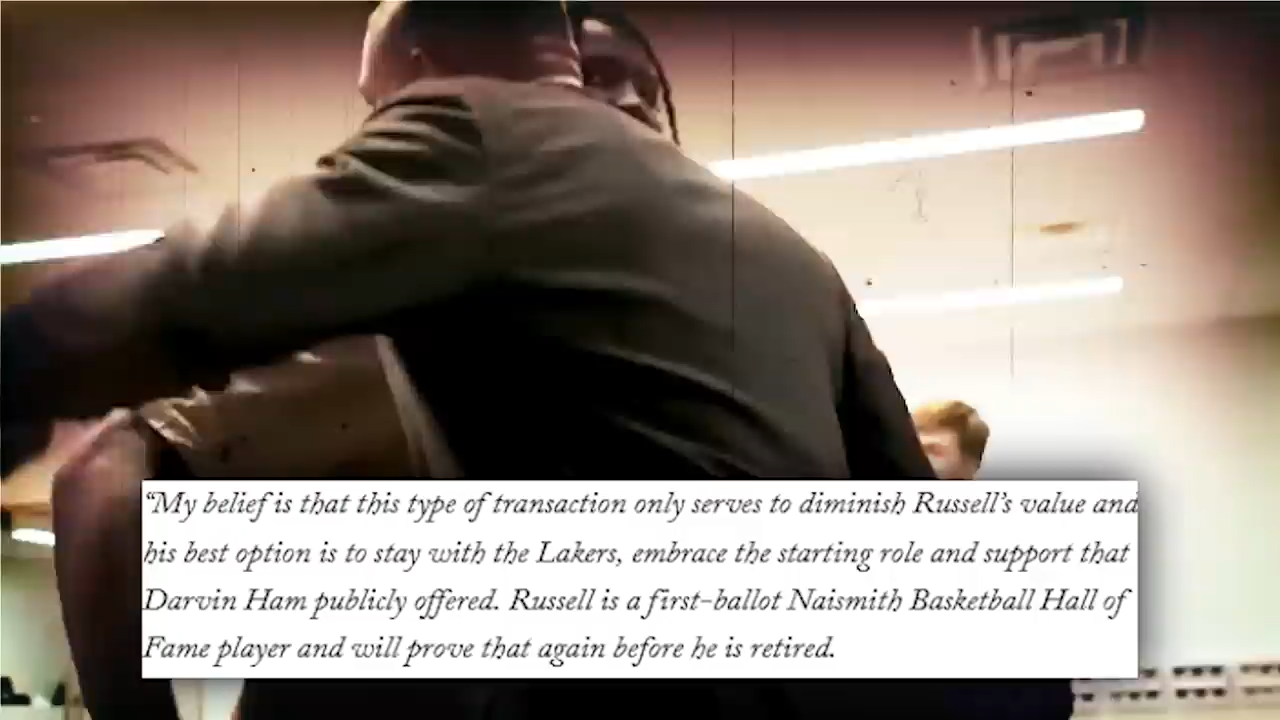 “My belief is that this type of transaction only serves to diminish Russell’s value and
his best option is to stay with the Lakers, embrace the starting role and support that
Darvin Ham publicly offered. Russell is a first-ballot Naismith Basketball Hall of
Fame player and will prove that again before he is retired.